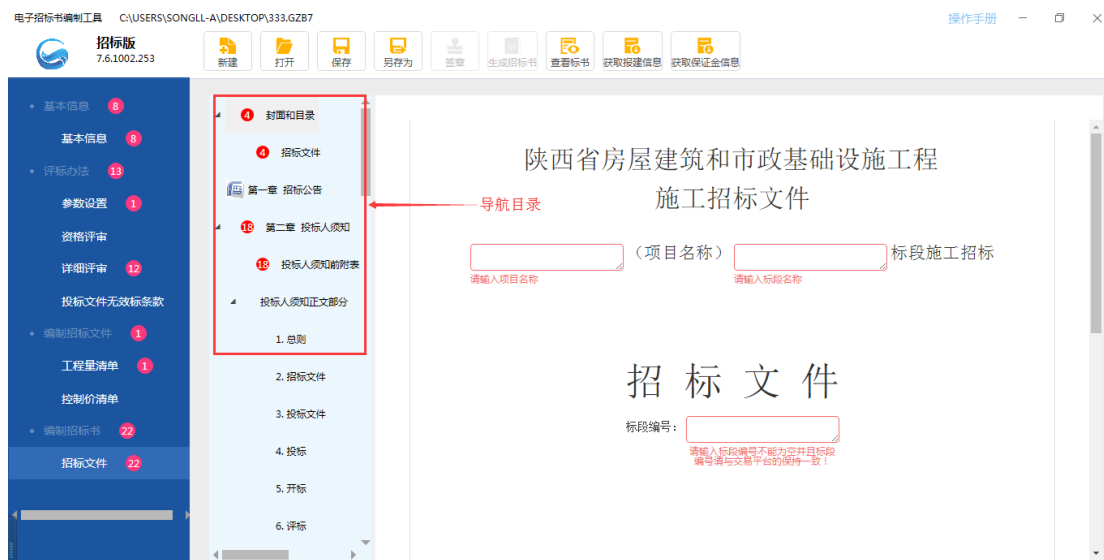 电子招标书编制工具 C:\USERS\SONGLL-A\DESKTOP\333.GZB7 操作手册
招标版
7.6.1002.253
新建 打开 保存 另存为 签章 生成招标书 查看标书 获取报建信息 获取保证金信息
基本信息 8
基本信息 8
评标办法 13
参数设置 1
资格评审
详细评审 12
投标文件无效标条款
编制招标文件 1
工程量清单 1
控制价清单
编制招标书 22
招标文件 22
4 封面和目录
4 招标文件
第一章 招标公告
18 第二章 投标人须知
18 投标人须知前附表
投标人须知正文部分
1. 总则
2. 招标文件
3. 投标文件
4. 投标
5. 开标
6. 评标
导航目录
陕西省房屋建筑和市政基础设施工程
施工招标文件
（项目名称） 标段施工招标
请输入项目名称 请输入标段名称
招 标 文 件
标段编号：
请输入标段编号不能为空并且标段
编号请与交易平台的保持一致！